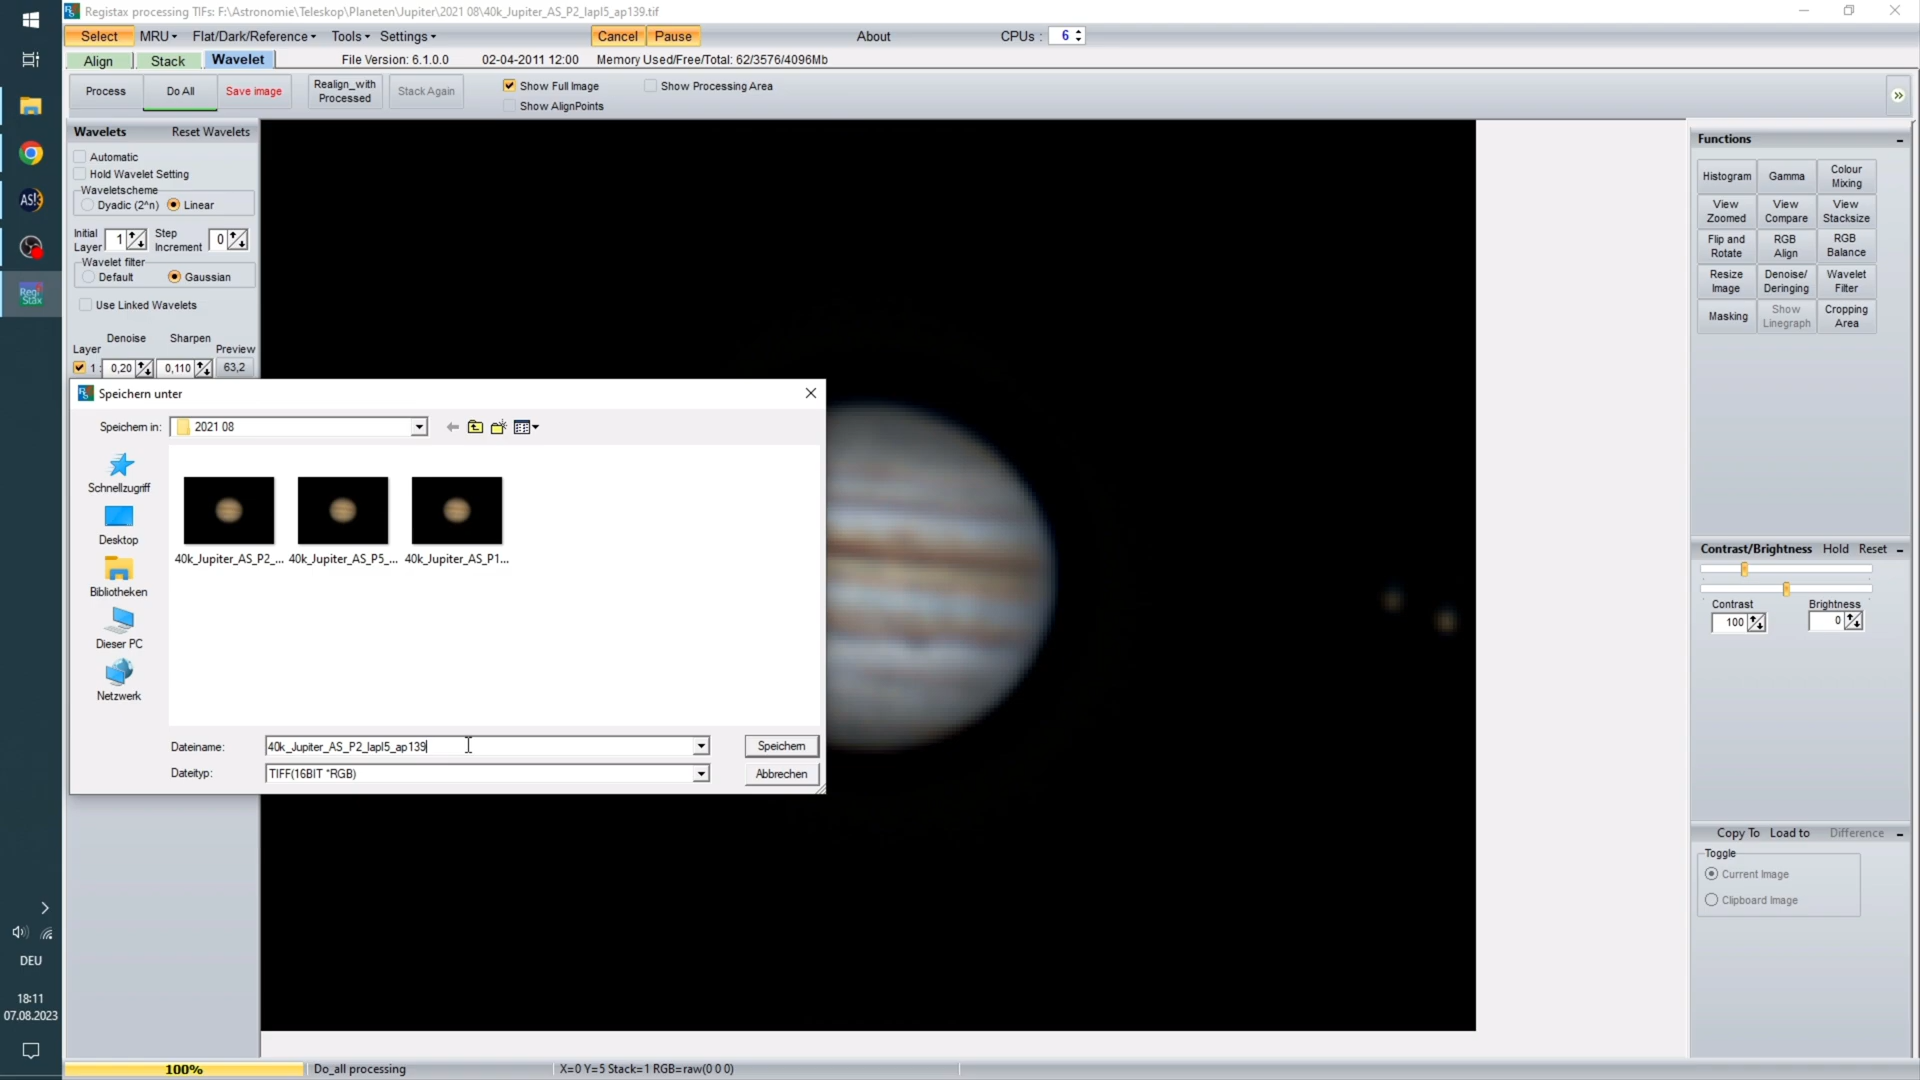 Registax processing TIFs: F:\Astronomie\Teleskop\Planeten\Jupiter\2021 08\40k_Jupiter_AS_P2_lapl5_ap139.tif
Select MRU Flat/Dark/Reference Tools Settings Cancel Pause About CPUs : 6
Align Stack Wavelet File Version: 6.1.0.0 02-04-2011 12:00 Memory Used/Free/Total: 62/3576/4096Mb
Process Do All Save image Realign_with Processed Stack Again Show Full Image Show Processing Area
Show AlignPoints
Wavelets Reset Wavelets
Automatic
Hold Wavelet Setting
Waveletscheme
Dyadic (2^n) Linear
Initial Layer 1 Step Increment 0
Wavelet filter
Default Gaussian
Use Linked Wavelets
Denoise Sharpen
Layer Preview
1 : 0,20 0,110 63,2
Speichern unter
Speichern in: 2021 08
Schnellzugriff
Desktop
Bibliotheken
Dieser PC
Netzwerk
40k_Jupiter_AS_P2_... 40k_Jupiter_AS_P5_... 40k_Jupiter_AS_P1...
Dateiname: 40k_Jupiter_AS_P2_lapl5_ap139 Speichern
Dateityp: TIFF(16BIT *RGB) Abbrechen
Functions
Histogram Gamma Colour Mixing
View Zoomed View Compare View Stacksize
Flip and Rotate RGB Align RGB Balance
Resize Image Denoise/ Deringing Wavelet Filter
Masking Show Linegraph Cropping Area
Contrast/Brightness Hold Reset
Contrast Brightness
100 0
Copy To Load to Difference
Toggle
Current Image
Clipboard Image
AS!3
Regi Stax
DEU
18:11
07.08.2023
100% Do_all processing X=0 Y=5 Stack=1 RGB=raw(0 0 0)